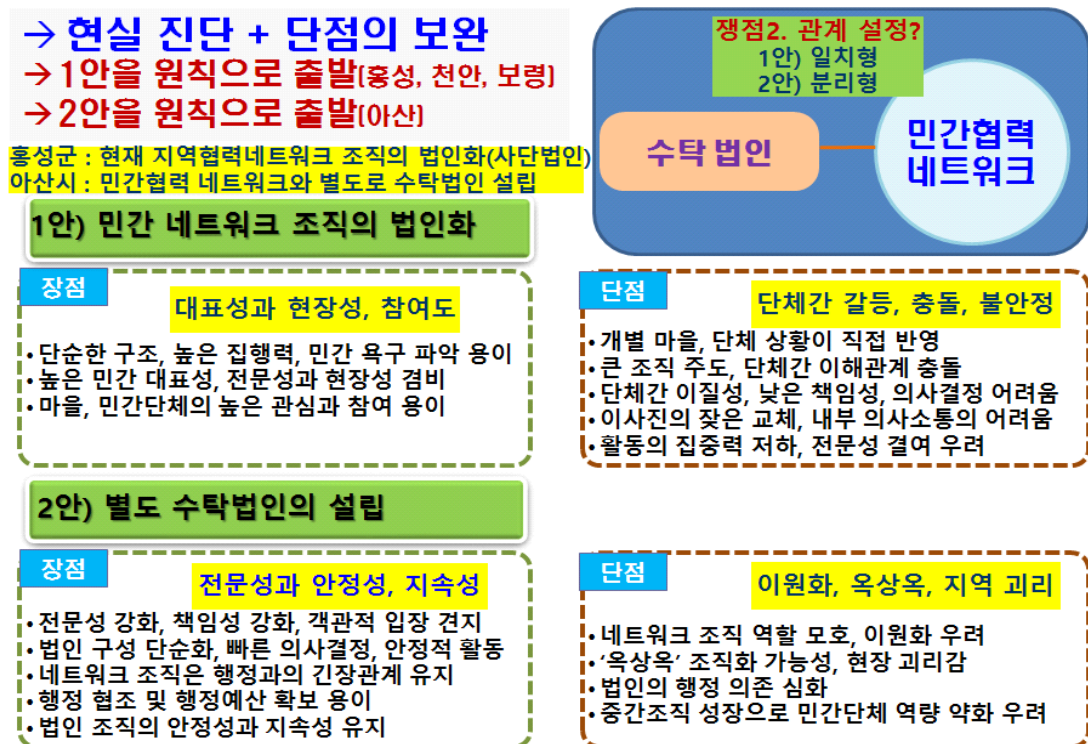 → 현실 진단 + 단점의 보완
→ 1안을 원칙으로 출발(홍성, 천안, 보령)
→ 2안을 원칙으로 출발(아산)
홍성군 : 현재 지역협력네트워크 조직의 법인화(사단법인)
아산시 : 민간협력 네트워크와 별도로 수탁법인 설립
쟁점2. 관계 설정?
1안) 일치형
2안) 분리형
수탁 법인
민간협력
네트워크
1안) 민간 네트워크 조직의 법인화
장점
대표성과 현장성, 참여도
• 단순한 구조, 높은 집행력, 민간 욕구 파악 용이
• 높은 민간 대표성, 전문성과 현장성 겸비
• 마을, 민간단체의 높은 관심과 참여 용이
단점
단체간 갈등, 충돌, 불안정
• 개별 마을, 단체 상황이 직접 반영
• 큰 조직 주도, 단체간 이해관계 충돌
• 단체간 이질성, 낮은 책임성, 의사결정 어려움
• 이사진의 잦은 교체, 내부 의사소통의 어려움
• 활동의 집중력 저하, 전문성 결여 우려
2안) 별도 수탁법인의 설립
장점
전문성과 안정성, 지속성
• 전문성 강화, 책임성 강화, 객관적 입장 견지
• 법인 구성 단순화, 빠른 의사결정, 안정적 활동
• 네트워크 조직은 행정과의 긴장관계 유지
• 행정 협조 및 행정예산 확보 용이
• 법인 조직의 안정성과 지속성 유지
단점
이원화, 옥상옥, 지역 괴리
• 네트워크 조직 역할 모호, 이원화 우려
• ‘옥상옥’ 조직화 가능성, 현장 괴리감
• 법인의 행정 의존 심화
• 중간조직 성장으로 민간단체 역량 약화 우려